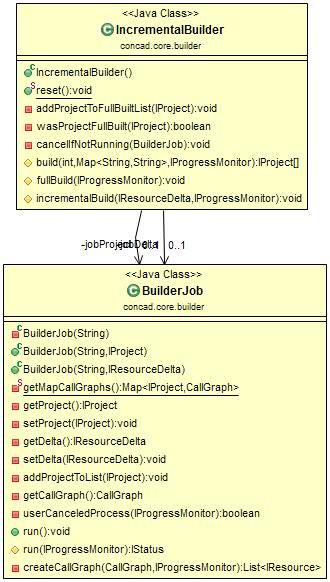 <<Java Class>>
IncrementalBuilder
concad.core.builder
IncrementalBuilder()
reset():void
addProjectToFullBuiltList(IProject):void
wasProjectFullBuilt(IProject):boolean
cancelIfNotRunning(BuilderJob):void
build(int,Map<String,String>,IProgressMonitor):IProject[]
fullBuild(IProgressMonitor):void
incrementalBuild(IResourceDelta,IProgressMonitor):void
-jobProject 0..1
-jobDelta 0..1
<<Java Class>>
BuilderJob
concad.core.builder
BuilderJob(String)
BuilderJob(String,IProject)
BuilderJob(String,IResourceDelta)
getMapCallGraphs():Map<IProject,CallGraph>
getProject():IProject
setProject(IProject):void
getDelta():IResourceDelta
setDelta(IResourceDelta):void
addProjectToList(IProject):void
getCallGraph():CallGraph
userCanceledProcess(IProgressMonitor):boolean
run():void
run(IProgressMonitor):IStatus
createCallGraph(CallGraph,IProgressMonitor):List<IResource>